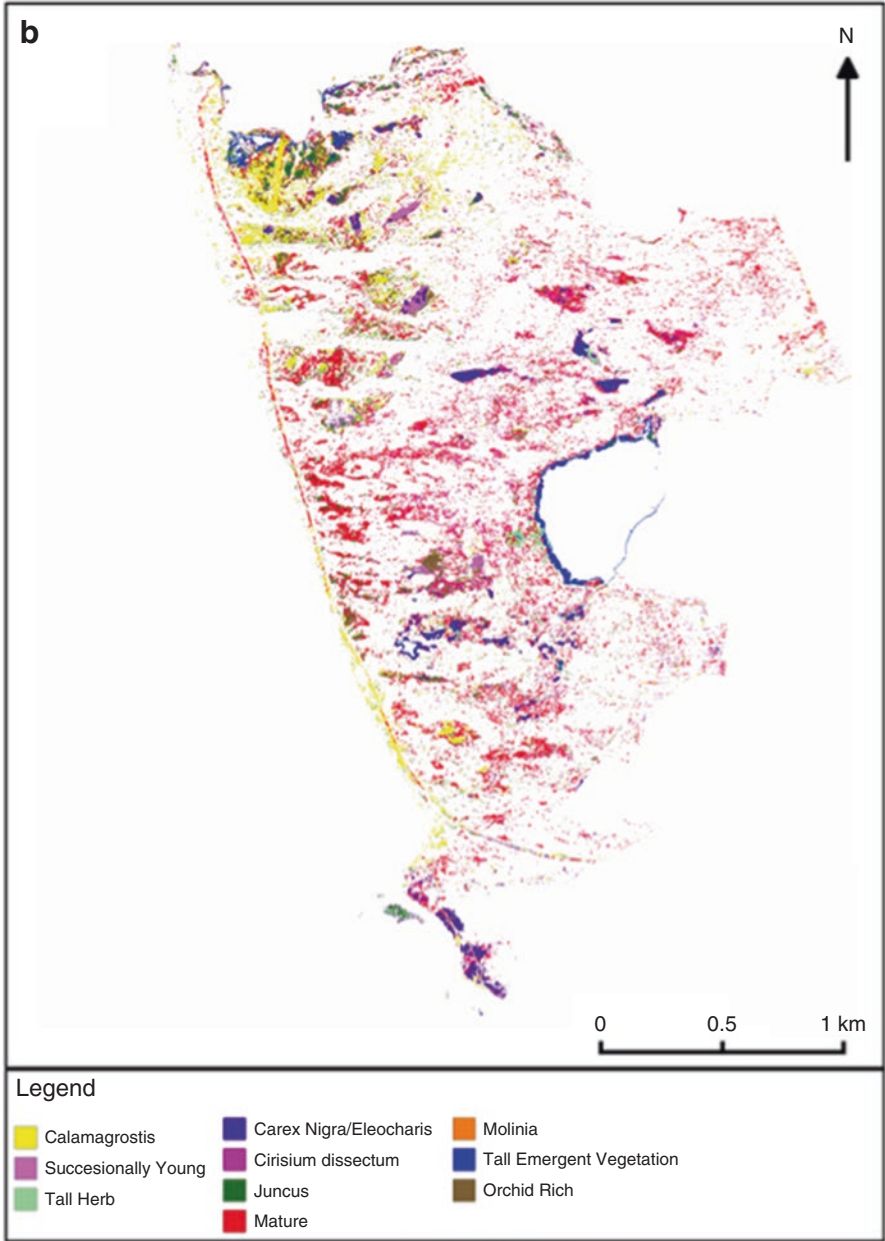 b
N
0 0.5 1 km
Legend
Calamagrostis
Succesionally Young
Tall Herb
Carex Nigra/Eleocharis
Cirisium dissectum
Juncus
Mature
Molinia
Tall Emergent Vegetation
Orchid Rich